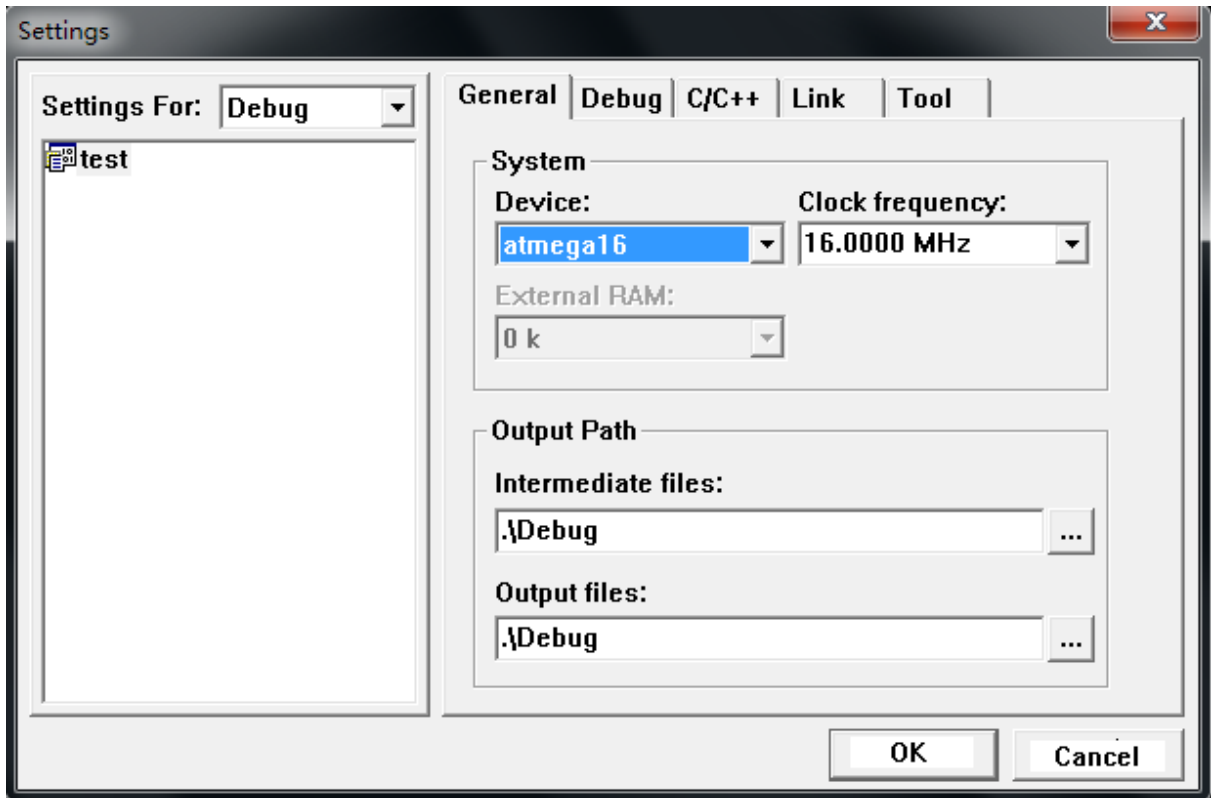 Settings
Settings For: Debug
test
General Debug C/C++ Link Tool
System
Device: Clock frequency:
atmega16 16.0000 MHz
External RAM:
0 k
Output Path
Intermediate files:
.\Debug ...
Output files:
.\Debug ...
OK Cancel